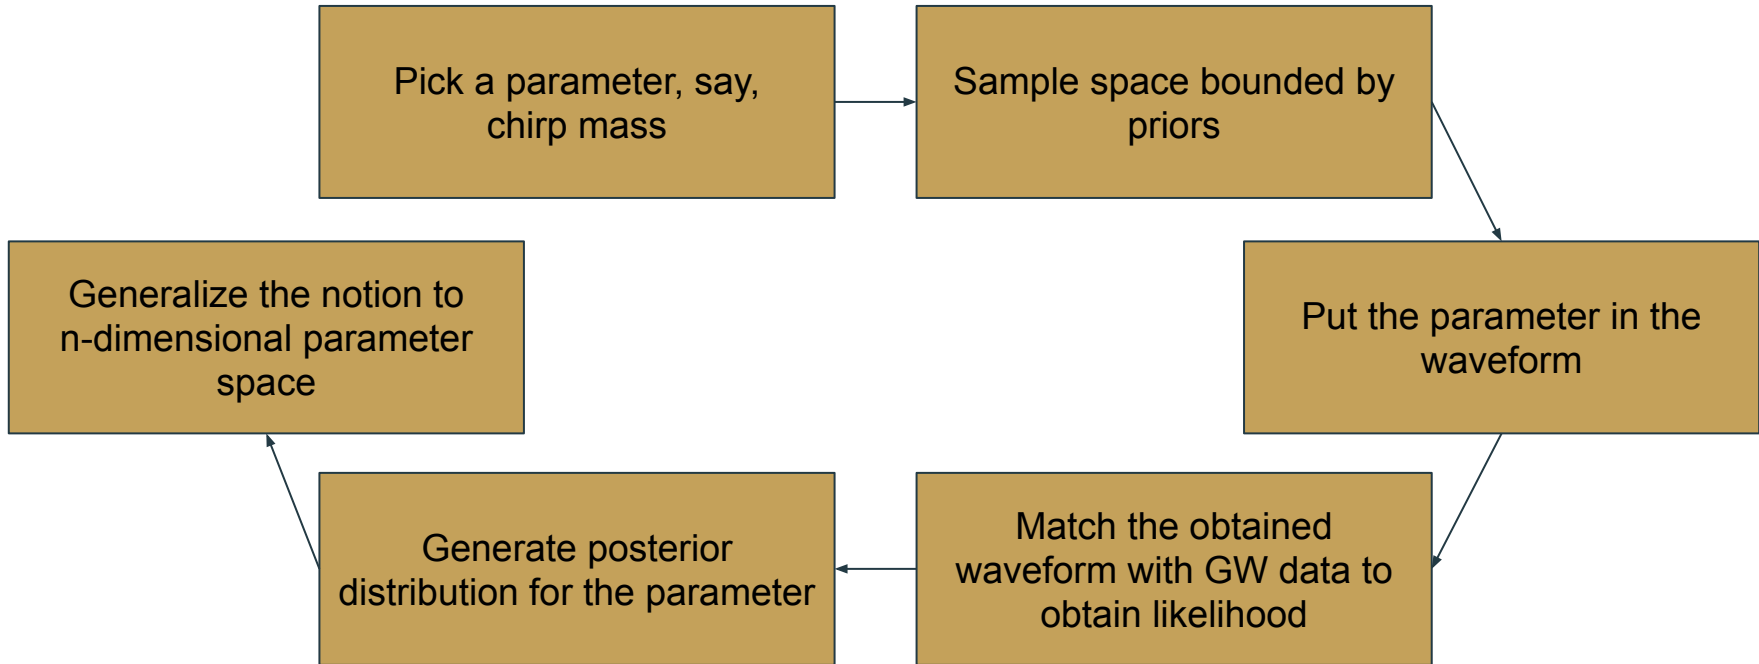 Pick a parameter, say,
chirp mass
Sample space bounded by
priors
Put the parameter in the
waveform
Match the obtained
waveform with GW data to
obtain likelihood
Generate posterior
distribution for the parameter
Generalize the notion to
n-dimensional parameter
space